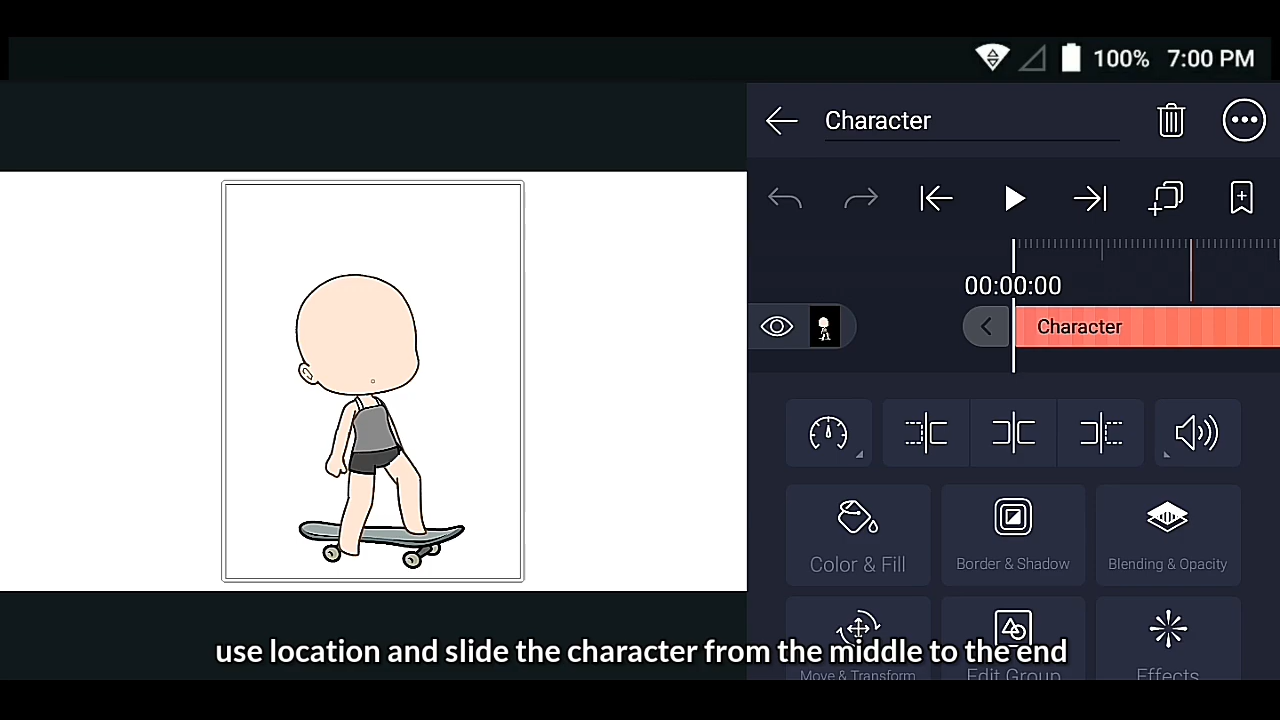 100% 7:00 PM
Character
00:00:00
Character
Color & Fill
Border & Shadow
Blending & Opacity
use location and slide the character from the middle to the end
Move & Transform
Edit Group
Effects